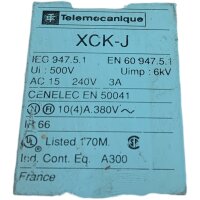 Telemecanique
XCK-J
IEC 947.5.1 EN 60 947.5.1
Ui : 500V Uimp : 6kV
AC 15 240V 3A
CENELEC EN 50041
10(4)A.380V~
IP 66
UL Listed 170M.
Ind. Cont. Eq. A300
France